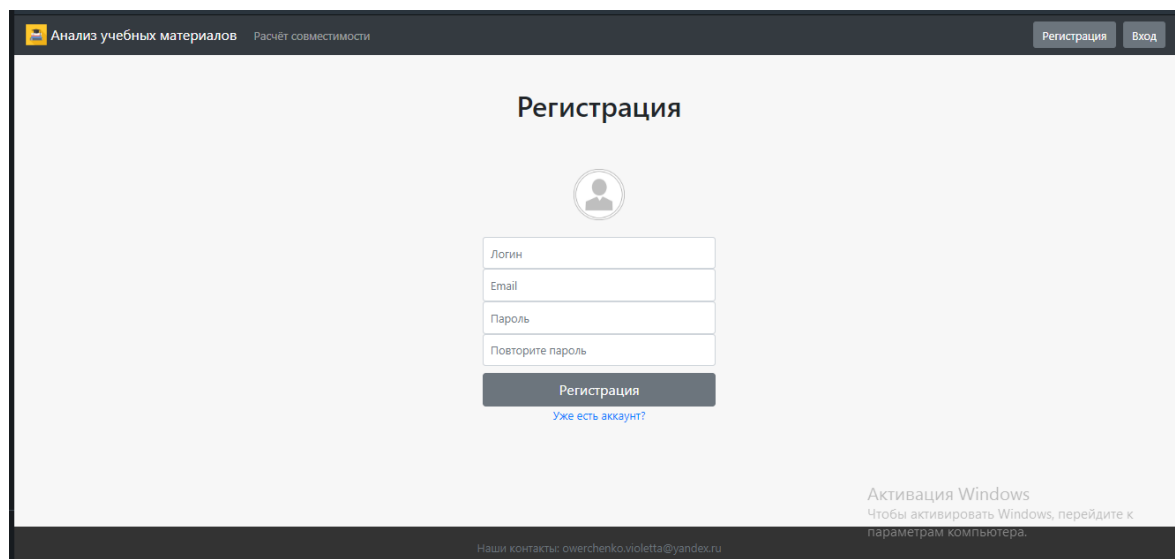 Анализ учебных материалов Расчёт совместимости Регистрация Вход
Регистрация
Логин
Email
Пароль
Повторите пароль
Регистрация
Уже есть аккаунт?
Активация Windows
Чтобы активировать Windows, перейдите к
параметрам компьютера.
Наши контакты: owerchenko.violetta@yandex.ru